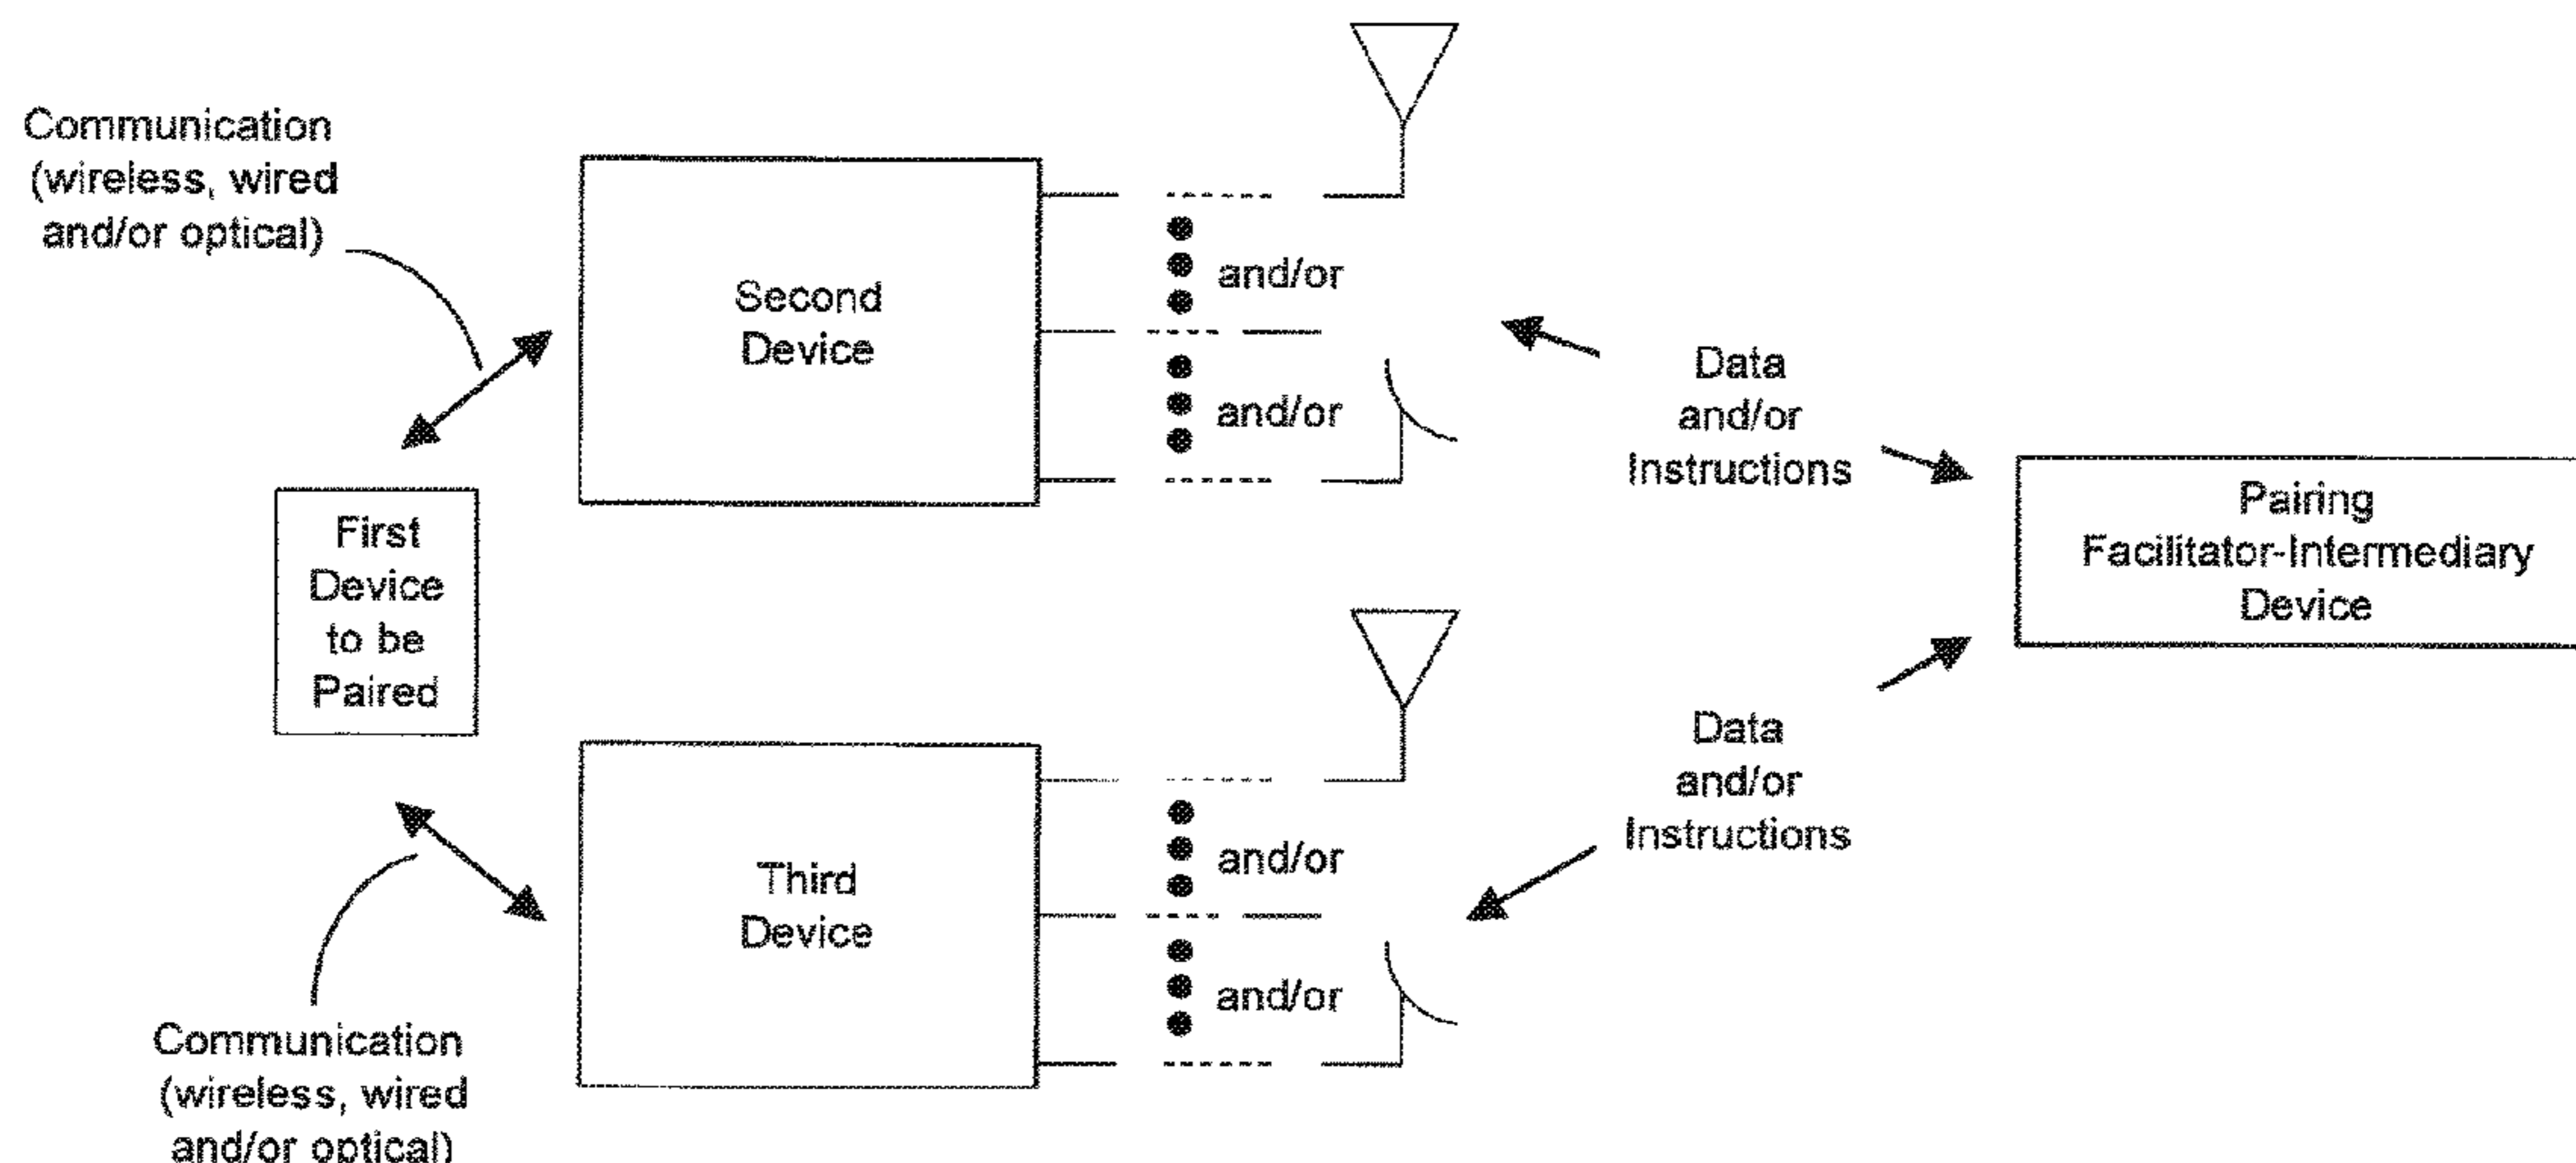 Communication
(wireless, wired
and/or optical)
Second
Device
and/or
and/or
Data
and/or
Instructions
Pairing
Facilitator-Intermediary
Device
First
Device
to be
Paired
Third
Device
and/or
and/or
Data
and/or
Instructions
Communication
(wireless, wired
and/or optical)